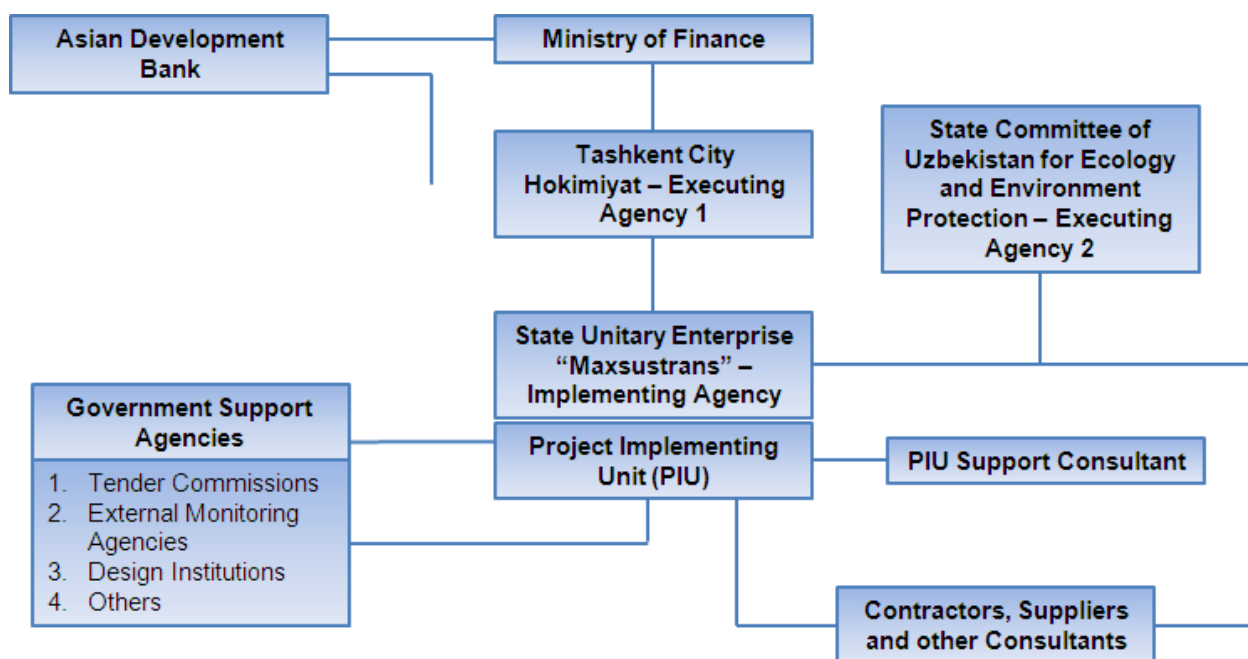 Asian Development
Bank
Ministry of Finance
Tashkent City
Hokimiyat – Executing
Agency 1
State Committee of
Uzbekistan for Ecology
and Environment
Protection – Executing
Agency 2
State Unitary Enterprise
“Maxsustrans” –
Implementing Agency
Government Support
Agencies
1. Tender Commissions
2. External Monitoring
Agencies
3. Design Institutions
4. Others
Project Implementing
Unit (PIU)
PIU Support Consultant
Contractors, Suppliers
and other Consultants